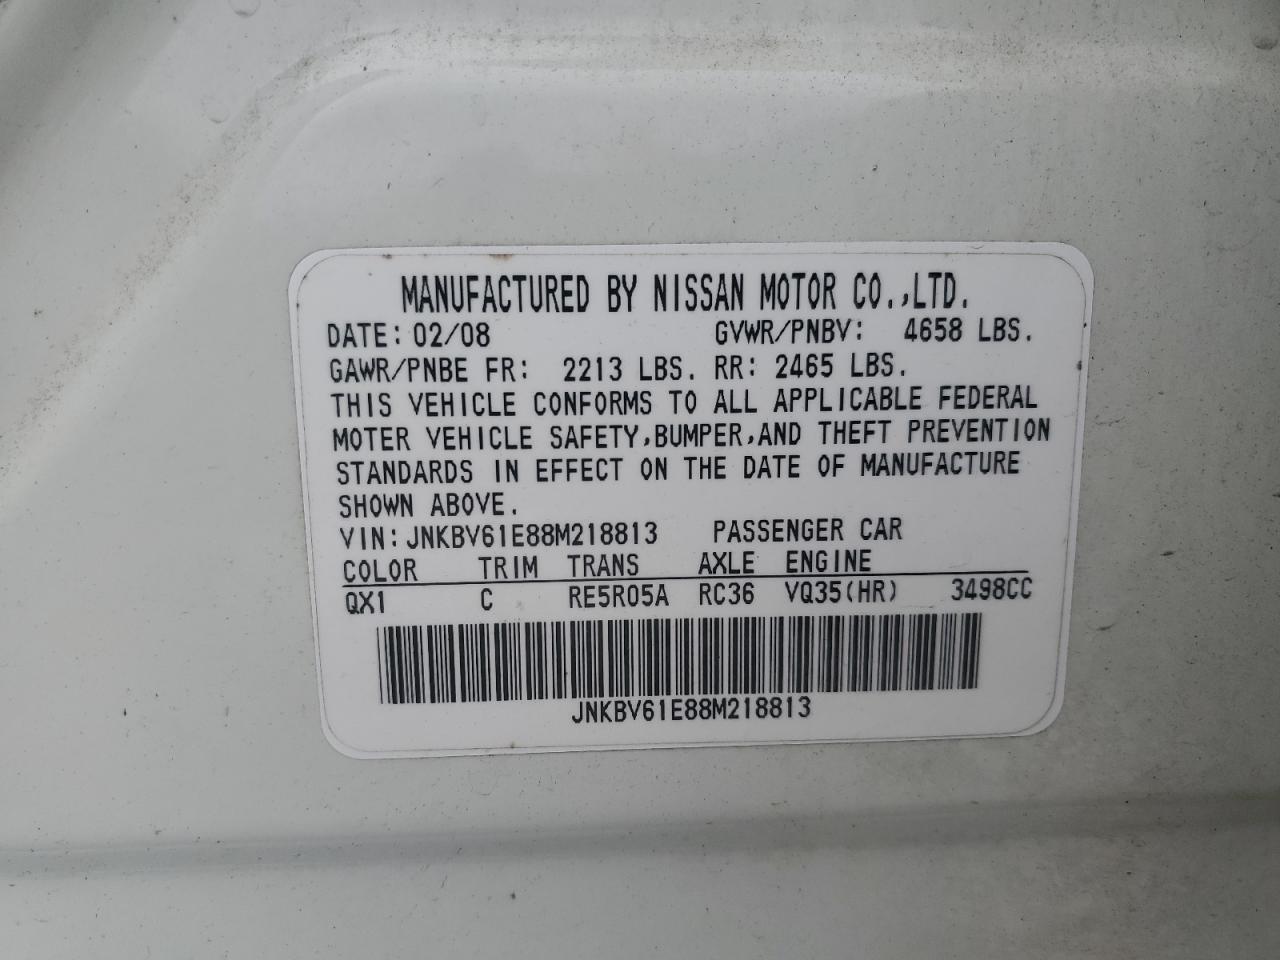 MANUFACTURED BY NISSAN MOTOR CO.,LTD.
DATE: 02/08 GVWR/PNBV: 4658 LBS.
GAWR/PNBE FR: 2213 LBS. RR: 2465 LBS.
THIS VEHICLE CONFORMS TO ALL APPLICABLE FEDERAL
MOTER VEHICLE SAFETY,BUMPER,AND THEFT PREVENTION
STANDARDS IN EFFECT ON THE DATE OF MANUFACTURE
SHOWN ABOVE.
VIN: JNKBV61E88M218813 PASSENGER CAR
COLOR TRIM TRANS AXLE ENGINE
QX1 C RE5R05A RC36 VQ35(HR) 3498CC
JNKBV61E88M218813